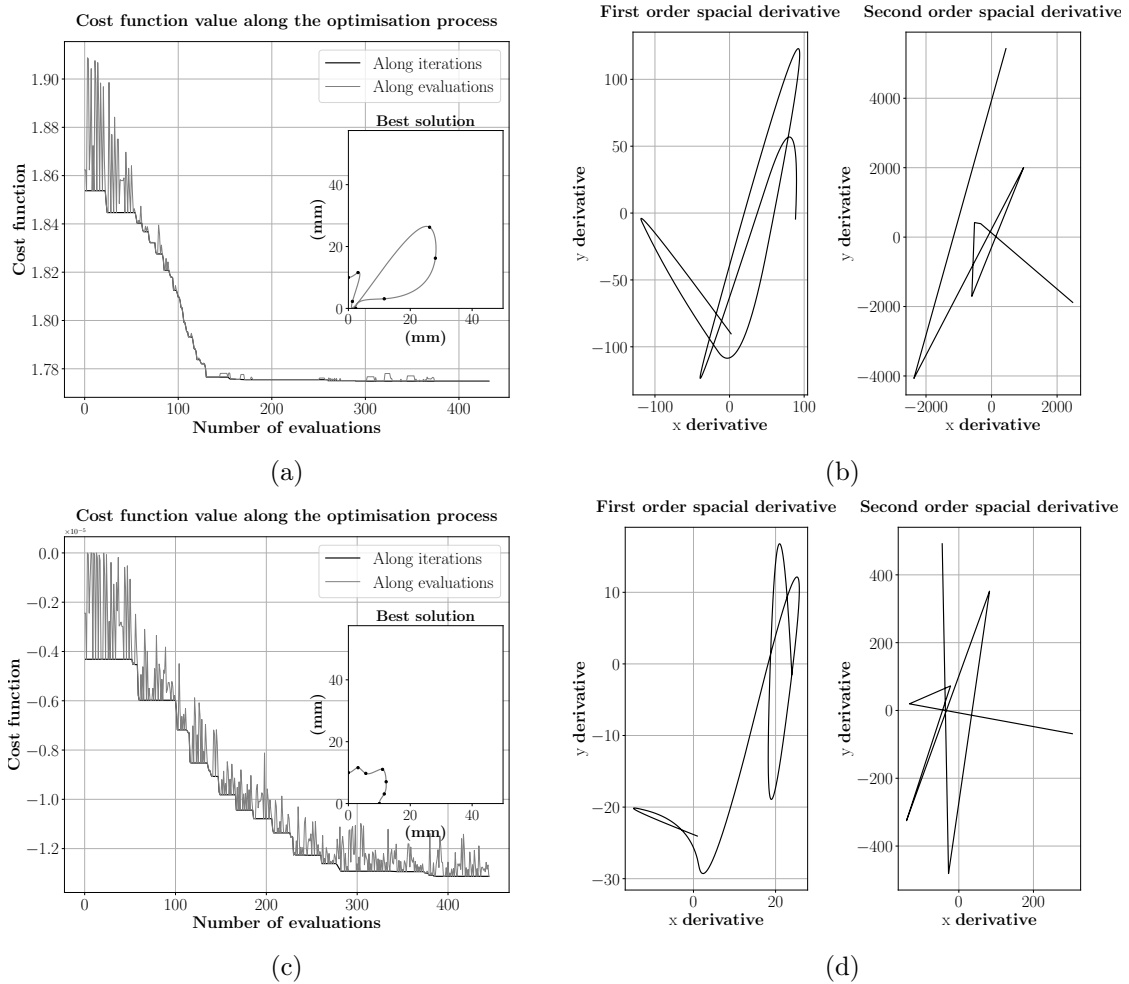 Cost function value along the optimisation process
Along iterations
Along evaluations
Best solution
40
20
0
0 20 40
(mm)
(mm)
1.90
1.88
1.86
1.84
1.82
1.80
1.78
Cost function
0 100 200 300 400
Number of evaluations
(a)
First order spacial derivative
100
50
0
−50
−100
y derivative
−100 0 100
x derivative
Second order spacial derivative
4000
2000
0
−2000
−4000
y derivative
−2000 0 2000
x derivative
(b)
Cost function value along the optimisation process
×10⁻⁵
Along iterations
Along evaluations
Best solution
40
20
0
0 20 40
(mm)
(mm)
0.0
−0.2
−0.4
−0.6
−0.8
−1.0
−1.2
Cost function
0 100 200 300 400
Number of evaluations
(c)
First order spacial derivative
10
0
−10
−20
−30
y derivative
0 20
x derivative
Second order spacial derivative
400
200
0
−200
−400
y derivative
0 200
x derivative
(d)